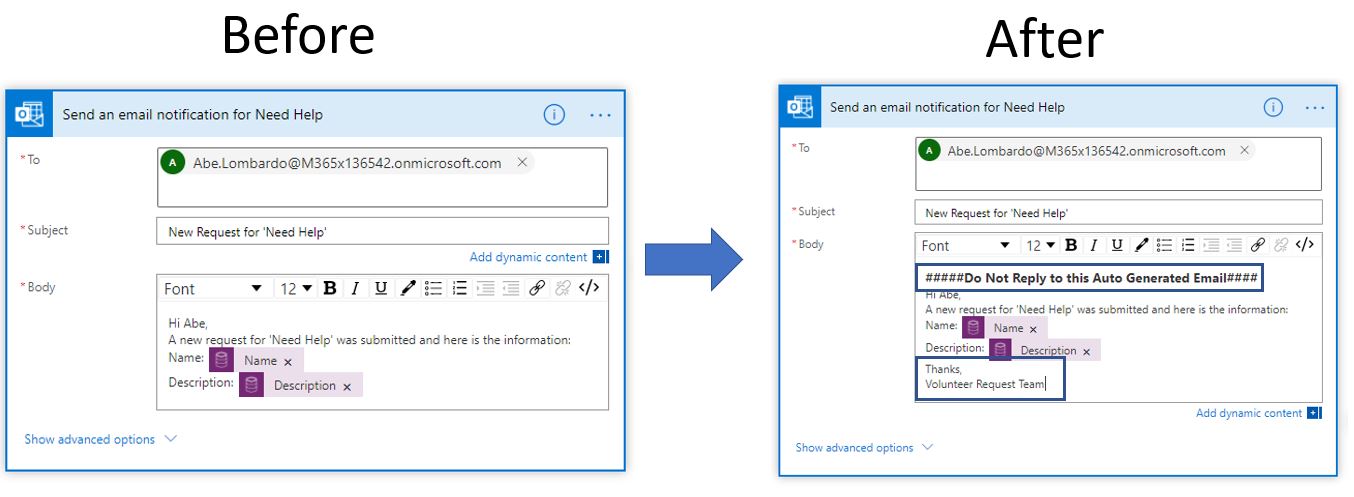 Before
After
Send an email notification for Need Help
* To
A Abe.Lombardo@M365x136542.onmicrosoft.com ×
* Subject
New Request for 'Need Help'
Add dynamic content
* Body
Font 12 B I U </>
Hi Abe,
A new request for 'Need Help' was submitted and here is the information:
Name: Name ×
Description: Description ×
Show advanced options
Send an email notification for Need Help
* To
A Abe.Lombardo@M365x136542.onmicrosoft.com ×
* Subject
New Request for 'Need Help'
* Body
Font 12 B I U </>
#####Do Not Reply to this Auto Generated Email####
Hi Abe,
A new request for 'Need Help' was submitted and here is the information:
Name: Name ×
Description: Description ×
Thanks,
Volunteer Request Team
Add dynamic content
Show advanced options